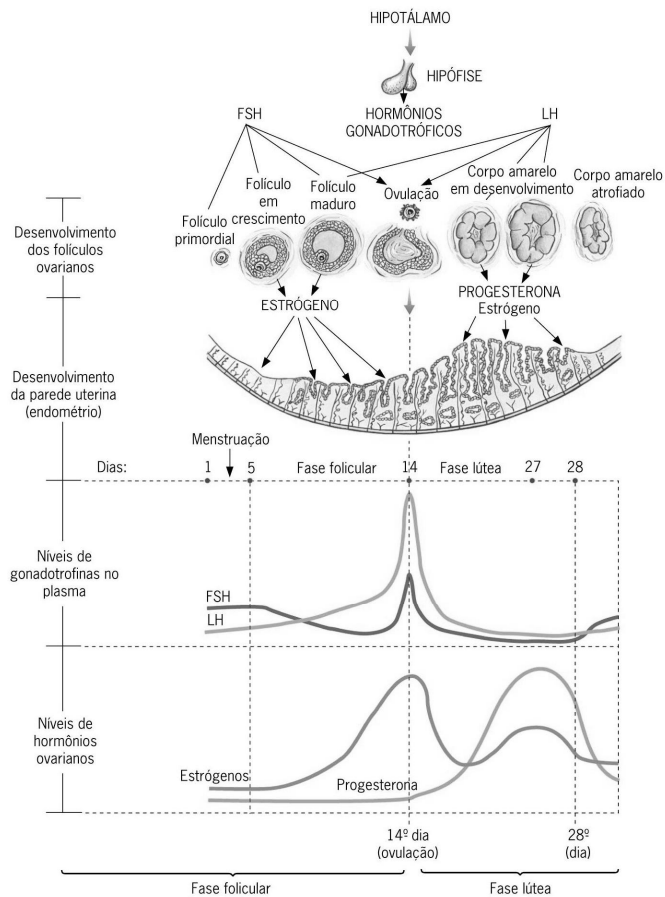 HIPOTÁLAMO
HIPÓFISE
FSH
HORMÔNIOS
GONADOTRÓFICOS
LH
Folículo
primordial
Folículo
em
crescimento
Folículo
maduro
Ovulação
Corpo amarelo
em desenvolvimento
Corpo amarelo
atrofiado
Desenvolvimento
dos folículos
ovarianos
ESTRÓGENO
PROGESTERONA
Estrógeno
Desenvolvimento
da parede uterina
(endométrio)
Menstruação
Dias: 1 5 Fase folicular 14 Fase lútea 27 28
Níveis de
gonadotrofinas no
plasma
FSH
LH
Níveis de
hormônios
ovarianos
Estrógenos
Progesterona
14º dia
(ovulação)
28º
(dia)
Fase folicular
Fase lútea